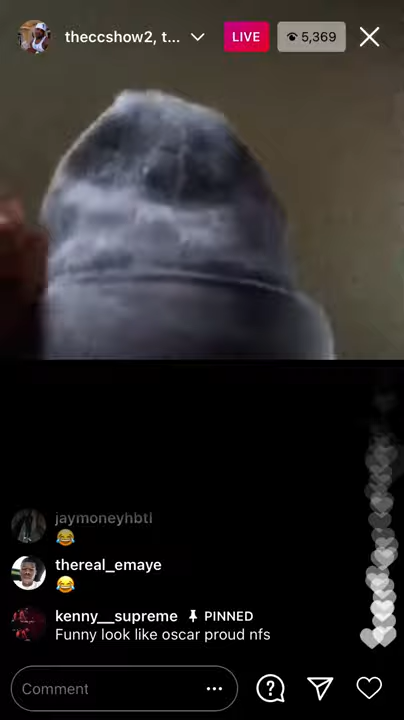 theccshow2, t...
LIVE
5,369
jaymoneyhbtl
😂
thereal_emaye
😂
kenny__supreme PINNED
Funny look like oscar proud nfs
Comment